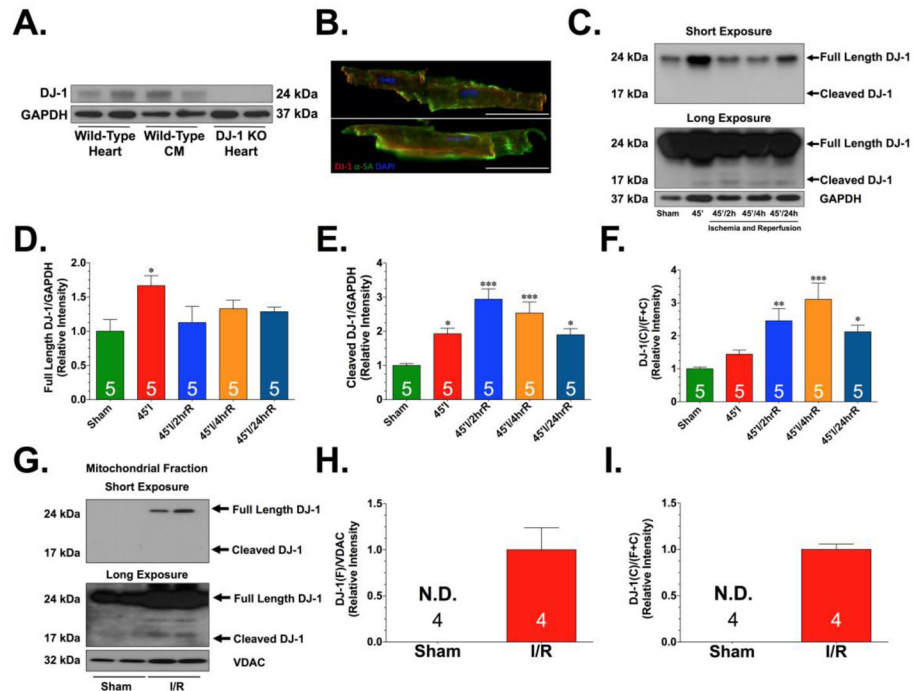 A.
DJ-1
24 kDa
GAPDH
37 kDa
Wild-Type Heart
Wild-Type CM
DJ-1 KO Heart
B.
DJ-1 α-SA DAPI
C.
Short Exposure
24 kDa
Full Length DJ-1
17 kDa
Cleaved DJ-1
Long Exposure
24 kDa
Full Length DJ-1
17 kDa
Cleaved DJ-1
37 kDa
GAPDH
Sham 45' 45'/2h 45'/4h 45'/24h
Ischemia and Reperfusion
D.
Full Length DJ-1/GAPDH
(Relative Intensity)
2.0
1.5
1.0
0.5
0.0
*
5 5 5 5 5
Sham 45'I 45'I/2hrR 45'I/4hrR 45'I/24hrR
E.
Cleaved DJ-1/GAPDH
(Relative Intensity)
4
3
2
1
0
* *** *** *
5 5 5 5 5
Sham 45'I 45'I/2hrR 45'I/4hrR 45'I/24hrR
F.
DJ-1(C)/(F+C)
(Relative Intensity)
4
3
2
1
0
** *** *
5 5 5 5 5
Sham 45'I 45'I/2hrR 45'I/4hrR 45'I/24hrR
G.
Mitochondrial Fraction
Short Exposure
24 kDa
Full Length DJ-1
17 kDa
Cleaved DJ-1
Long Exposure
24 kDa
Full Length DJ-1
17 kDa
Cleaved DJ-1
32 kDa
VDAC
Sham I/R
H.
DJ-1(F)/VDAC
(Relative Intensity)
1.5
1.0
0.5
0.0
N.D.
4 4
Sham I/R
I.
DJ-1(C)/(F+C)
(Relative Intensity)
1.5
1.0
0.5
0.0
N.D.
4 4
Sham I/R